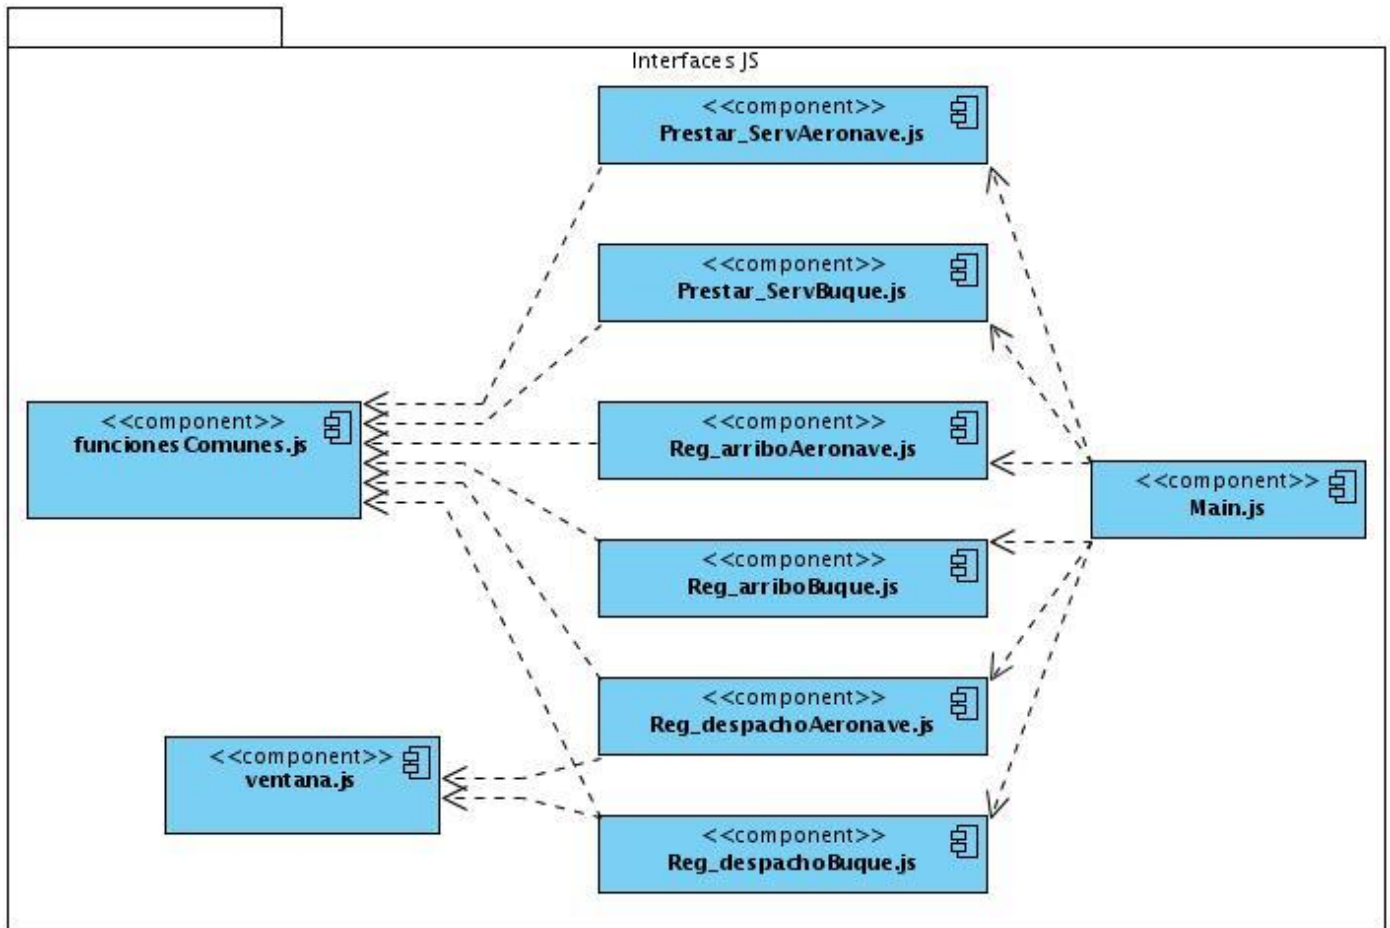 Interfaces JS
<<component>>
Prestar_ServAeronave.js
<<component>>
Prestar_ServBuque.js
<<component>>
funcionesComunes.js
<<component>>
Reg_arriboAeronave.js
<<component>>
Main.js
<<component>>
Reg_arriboBuque.js
<<component>>
Reg_despachoAeronave.js
<<component>>
ventana.js
<<component>>
Reg_despachoBuque.js